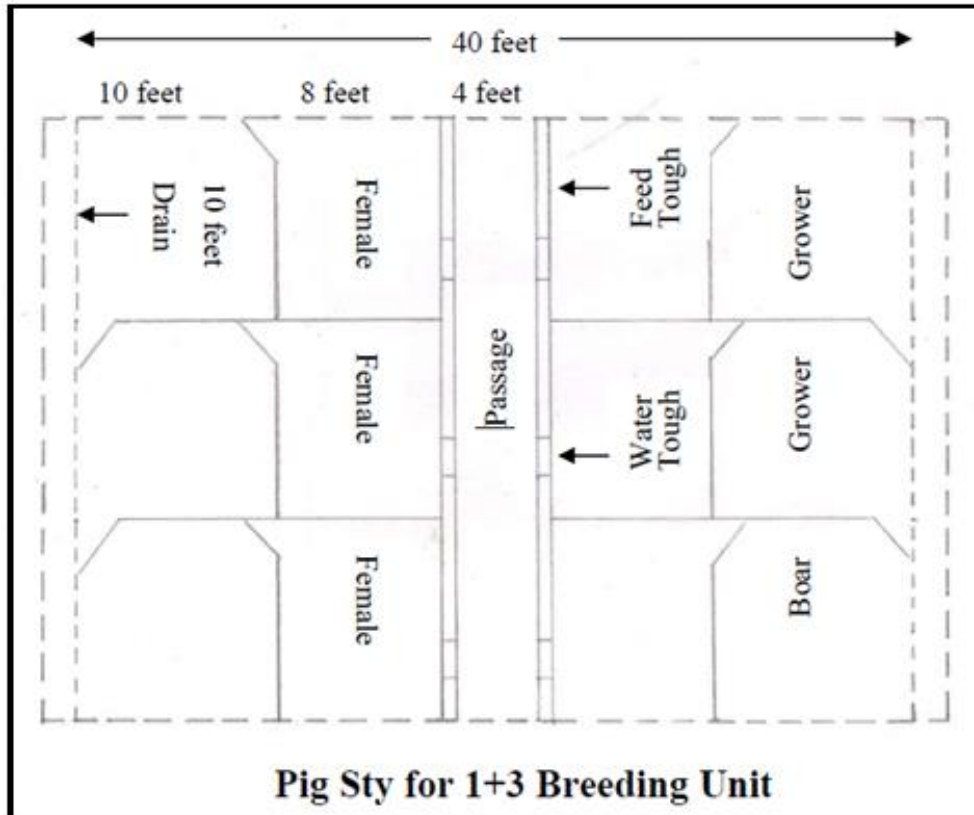 40 feet
10 feet 8 feet 4 feet
Drain
10 feet
Female
Feed
Tough
Grower
Female
Passage
Water
Tough
Grower
Female
Boar
Pig Sty for 1+3 Breeding Unit